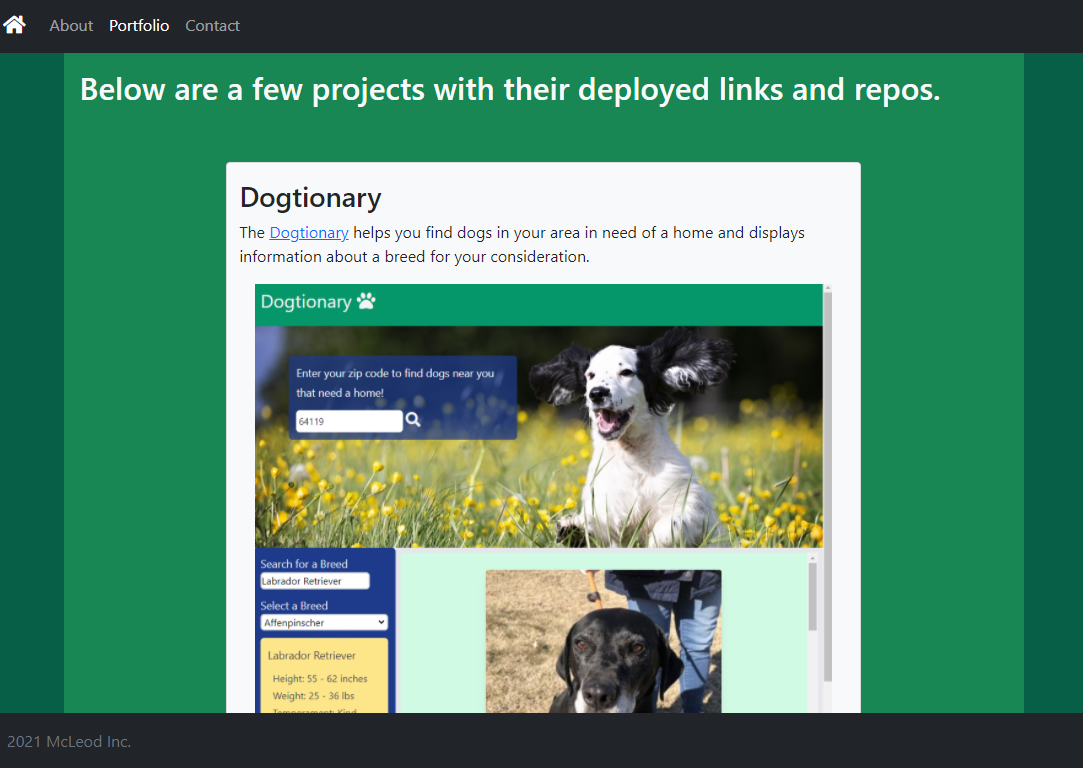 About Portfolio Contact
Below are a few projects with their deployed links and repos.
Dogtionary
The Dogtionary helps you find dogs in your area in need of a home and displays
information about a breed for your consideration.
Dogtionary
Enter your zip code to find dogs near you
that need a home!
64119
Search for a Breed
Labrador Retriever
Select a Breed
Affenpinscher
Labrador Retriever
Height: 55 - 62 inches
Weight: 25 - 36 lbs
Temperament: Kind,
2021 McLeod Inc.